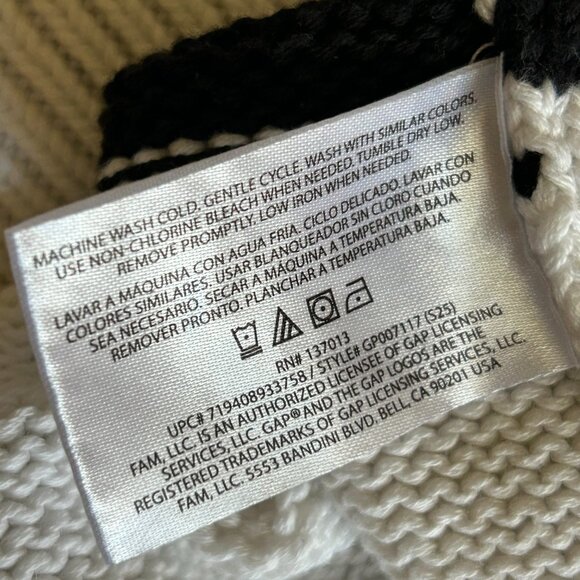 MACHINE WASH COLD. GENTLE CYCLE. WASH WITH SIMILAR COLORS.
USE NON-CHLORINE BLEACH WHEN NEEDED. TUMBLE DRY LOW.
REMOVE PROMPTLY. LOW IRON WHEN NEEDED.
LAVAR A MÁQUINA CON AGUA FRÍA. CICLO DELICADO. LAVAR CON
COLORES SIMILARES. USAR BLANQUEADOR SIN CLORO CUANDO
SEA NECESARIO. SECAR A MÁQUINA A TEMPERATURA BAJA.
REMOVER PRONTO. PLANCHAR A TEMPERATURA BAJA.
RN# 137013
UPC# 719408933758 / STYLE# GP007117 (S25)
FAM, LLC. IS AN AUTHORIZED LICENSEE OF GAP LICENSING
SERVICES, LLC. GAP® AND THE GAP LOGOS ARE THE
REGISTERED TRADEMARKS OF GAP LICENSING SERVICES, LLC.
FAM, LLC. 5553 BANDINI BLVD. BELL, CA 90201 USA